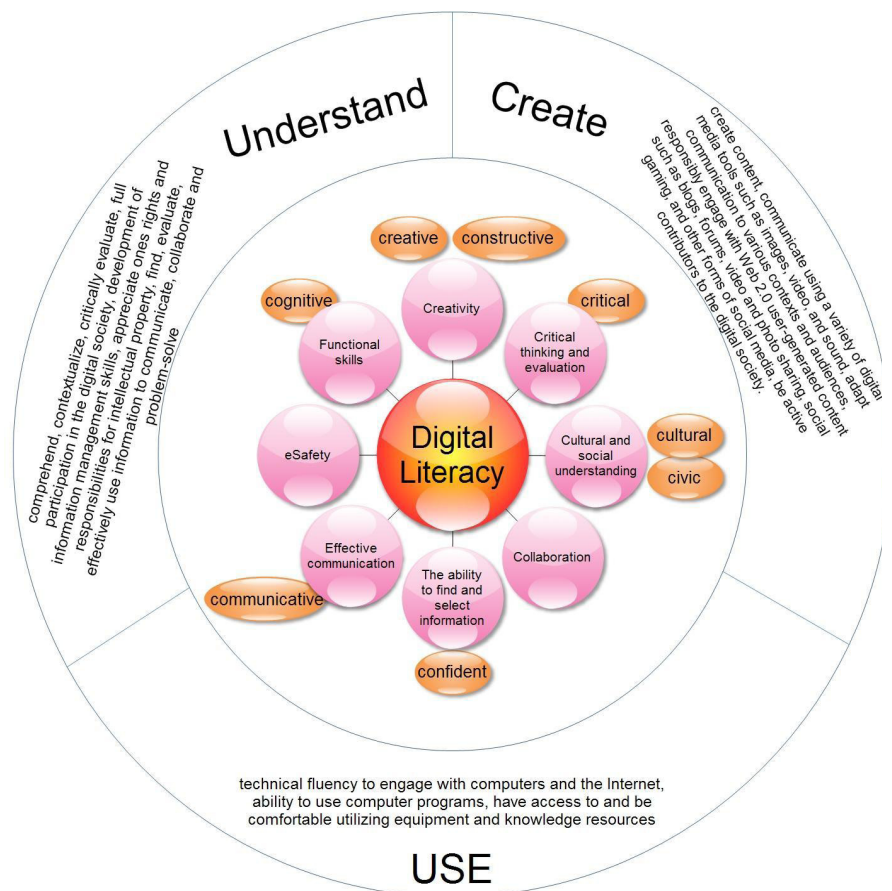 Understand
Create
comprehend, contextualize, critically evaluate, full
participation in the digital society, development of
information management skills, appreciate ones rights and
responsibilities for intellectual property, find, evaluate,
effectively use information to communicate, collaborate and
problem-solve
create content, communicate using a variety of digital
media tools such as images, video, and sound, adapt
communication to various contexts and audiences,
responsibly engage with Web 2.0 user-generated content
such as blogs, forums, video and photo sharing, social
gaming, and other forms of social media, be active
contributors to the digital society.
creative
constructive
cognitive
Creativity
critical
Functional
skills
Critical
thinking and
evaluation
Digital
Literacy
eSafety
Cultural and
social
understanding
cultural
civic
Effective
communication
Collaboration
The ability
to find and
select
information
communicative
confident
technical fluency to engage with computers and the Internet,
ability to use computer programs, have access to and be
comfortable utilizing equipment and knowledge resources
USE